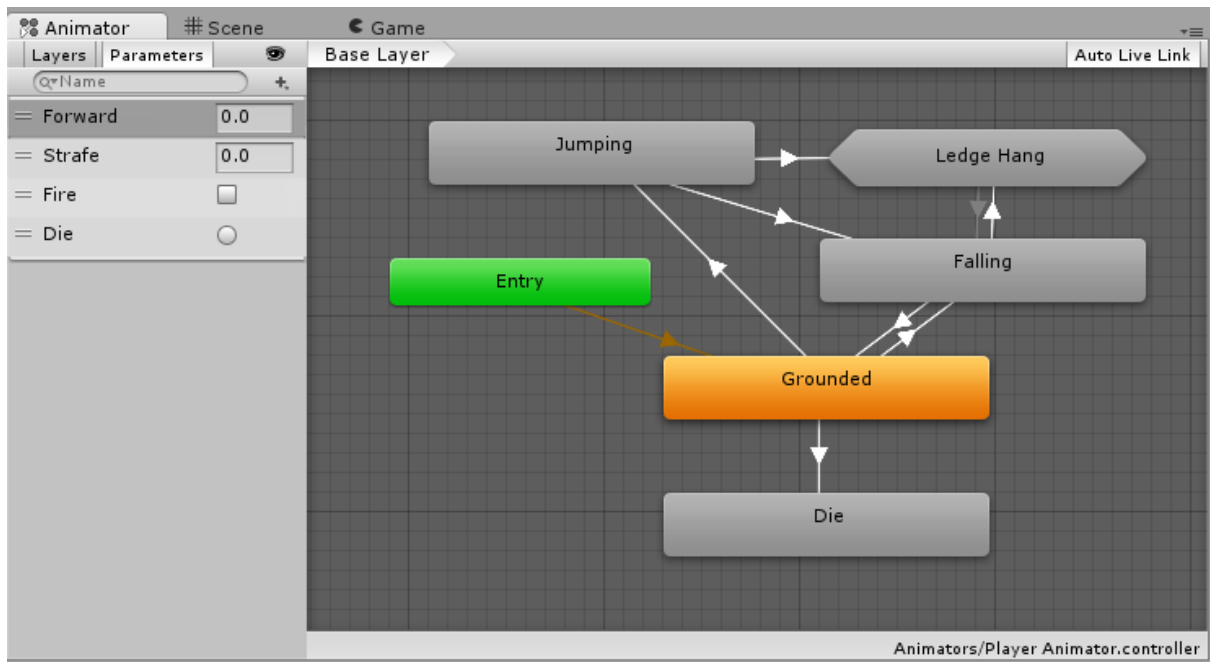 Animator
Scene
Game
Layers
Parameters
Base Layer
Auto Live Link
Name
Forward 0.0
Strafe 0.0
Fire
Die
Jumping
Ledge Hang
Falling
Entry
Grounded
Die
Animators/Player Animator.controller